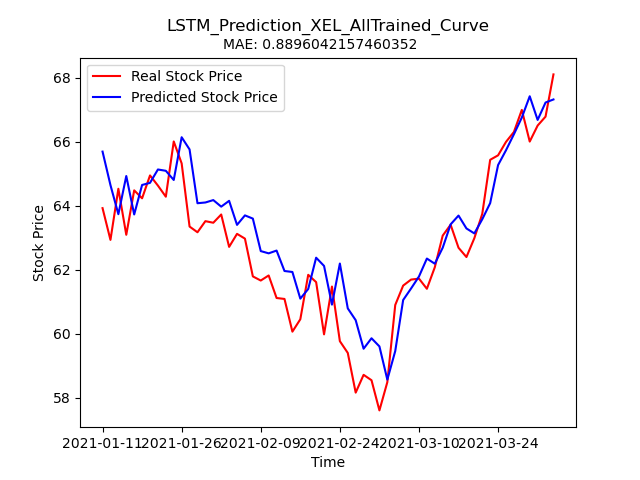 LSTM_Prediction_XEL_AllTrained_Curve
MAE: 0.8896042157460352
Real Stock Price
Predicted Stock Price
68
66
64
62
60
58
Stock Price
2021-01-11 2021-01-26 2021-02-09 2021-02-24 2021-03-10 2021-03-24
Time